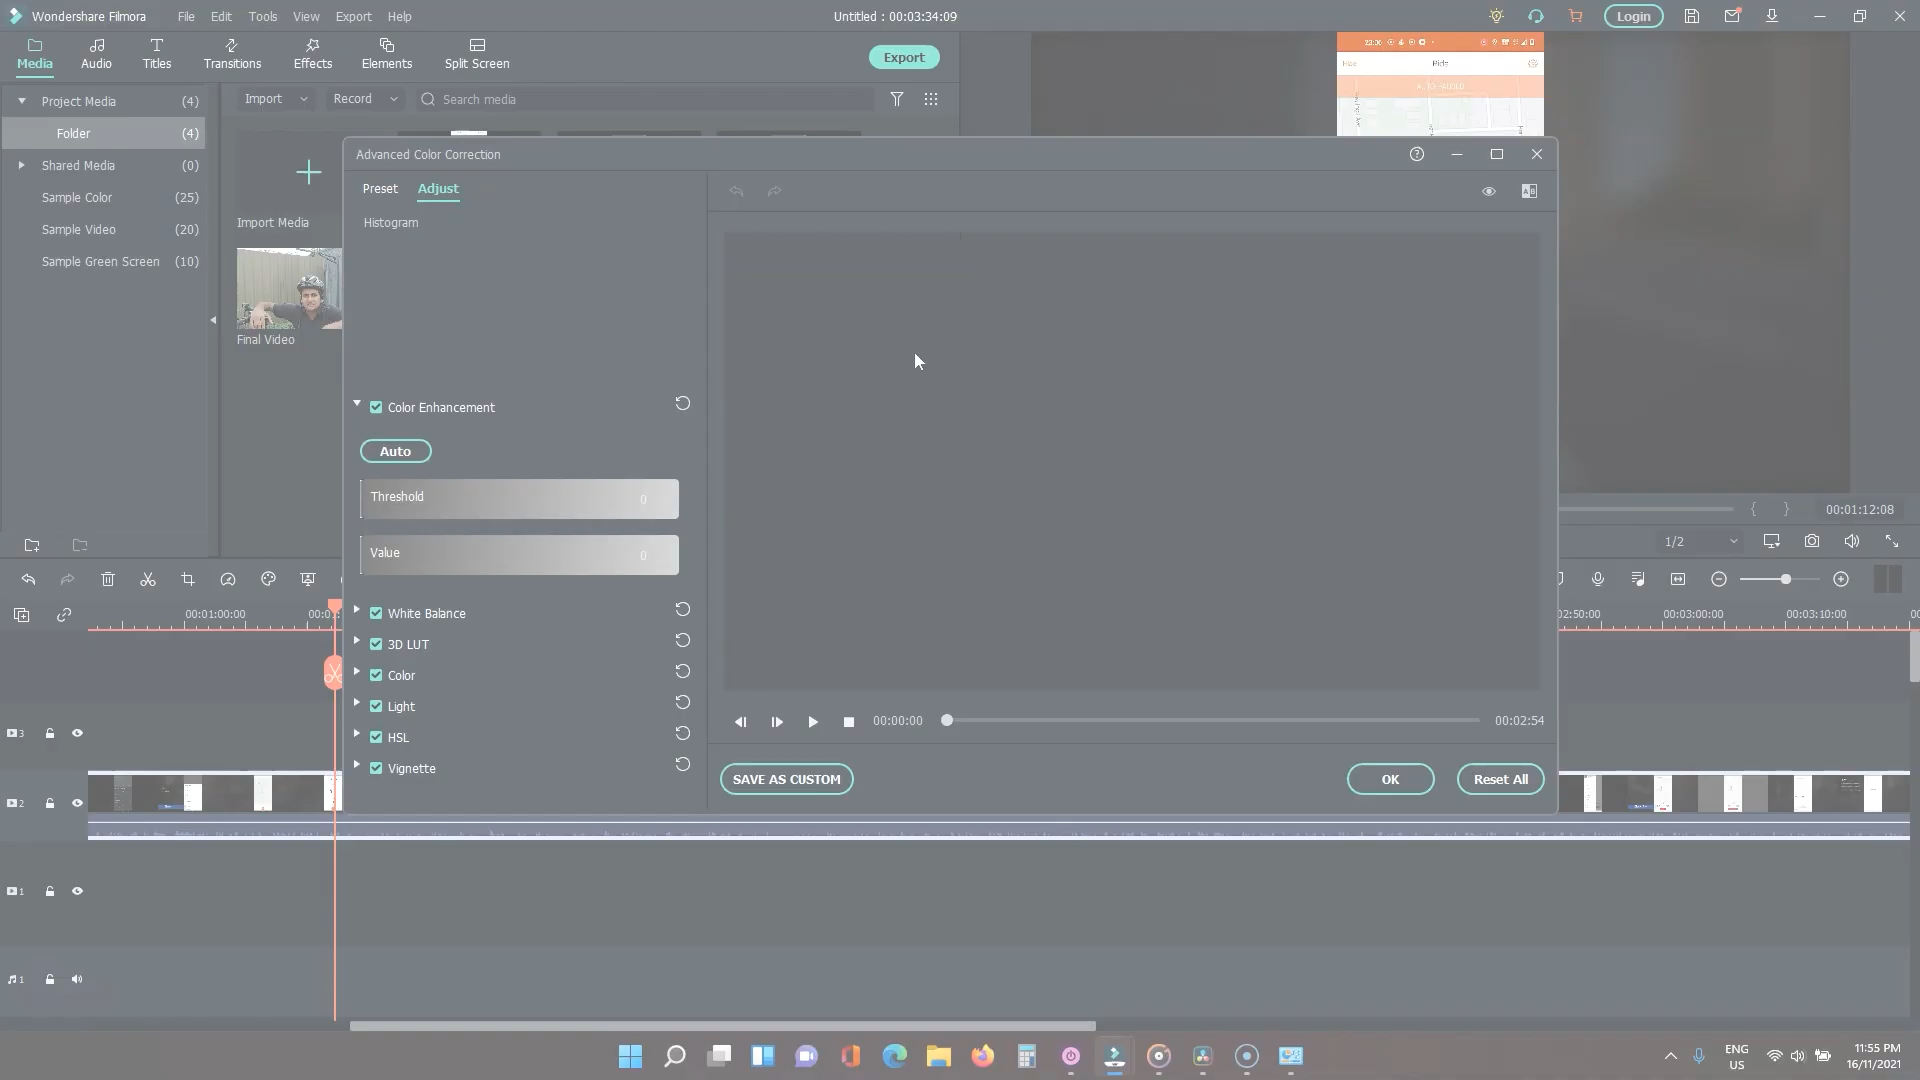 Wondershare Filmora File Edit Tools View Export Help
Untitled : 00:03:34:09
Login
Media Audio Titles Transitions Effects Elements Split Screen
Export
Project Media (4)
Folder (4)
Shared Media (0)
Sample Color (25)
Sample Video (20)
Sample Green Screen (10)
Import Record Search media
Import Media
Final Video
22:06
Ride
Advanced Color Correction
Preset Adjust
Histogram
Color Enhancement
Auto
Threshold 0
Value 0
White Balance
3D LUT
Color
Light
HSL
Vignette
00:00:00
00:02:54
SAVE AS CUSTOM
OK
Reset All
{ } 00:01:12:08
1/2
00:01:00:00
2:50:00
00:03:00:00
00:03:10:00
3
2
1
1
ENG
US
11:55 PM
16/11/2021